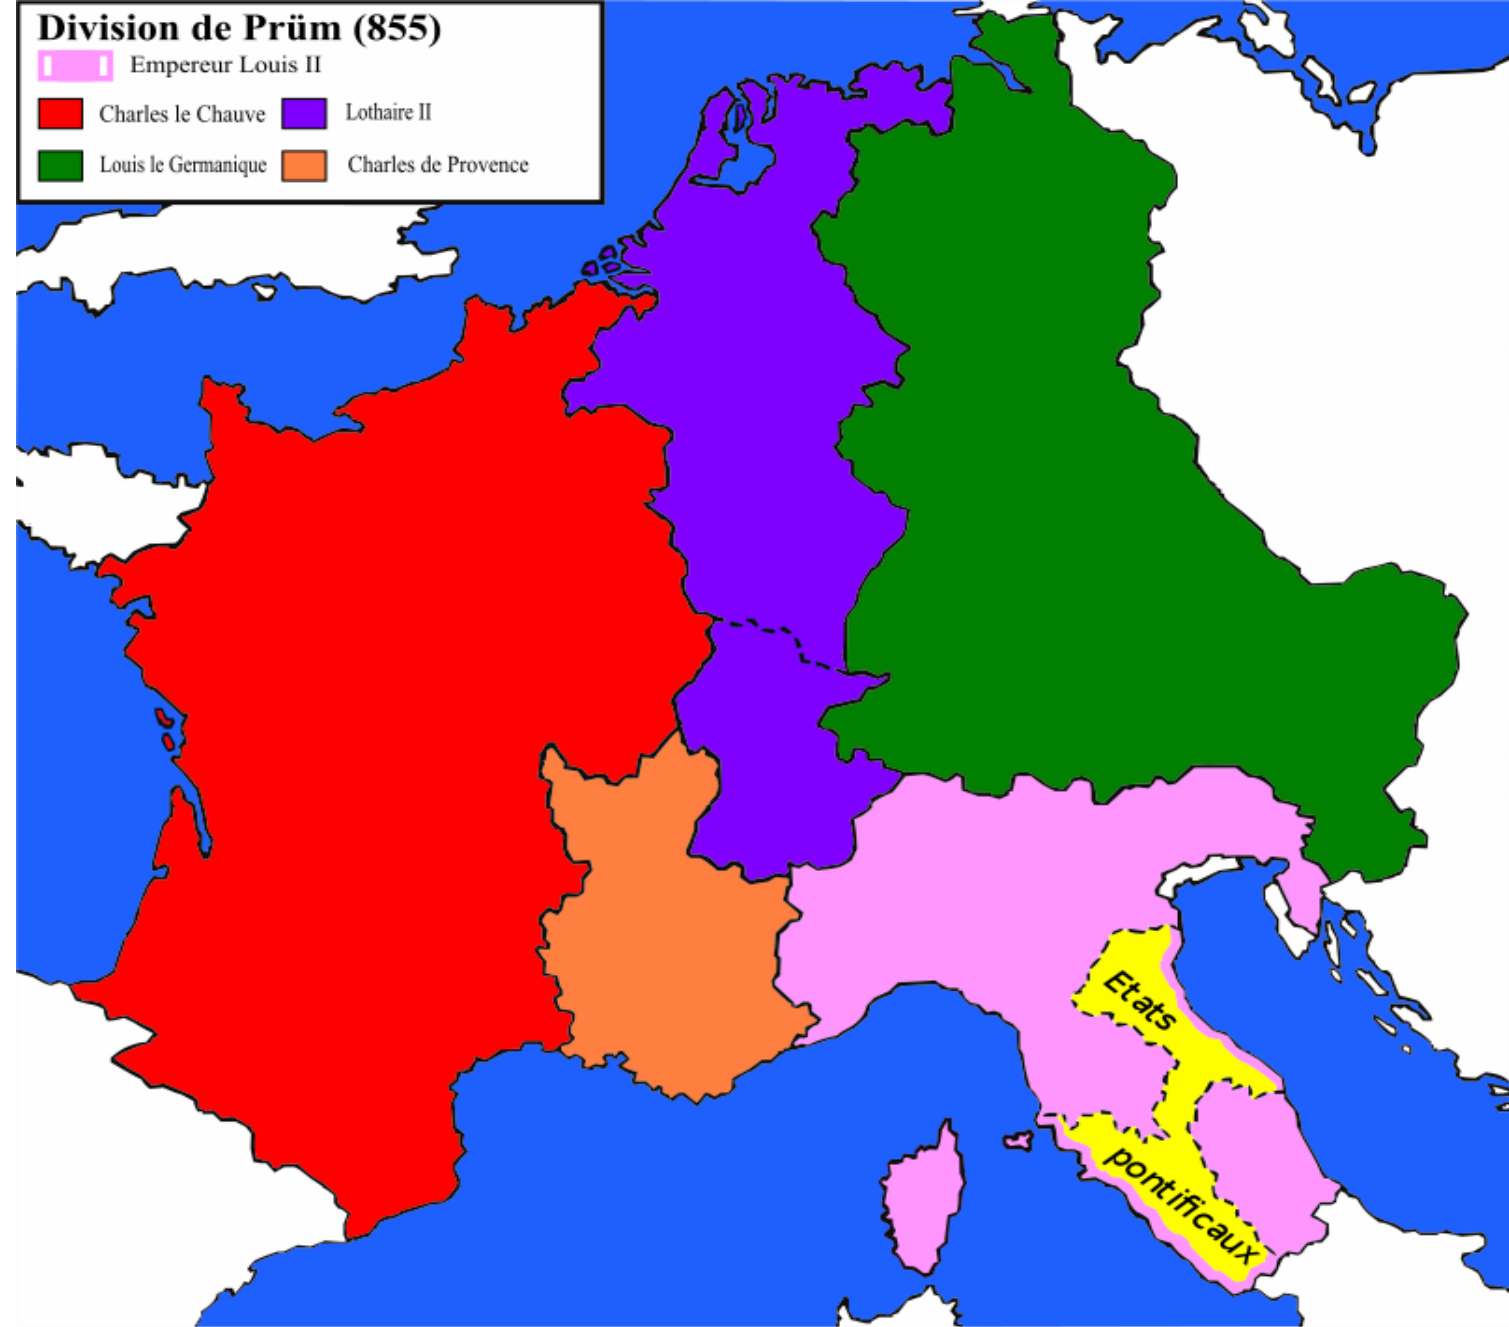 Division de Prüm (855)
Empereur Louis II
Charles le Chauve
Lothaire II
Louis le Germanique
Charles de Provence
Etats
pontificaux